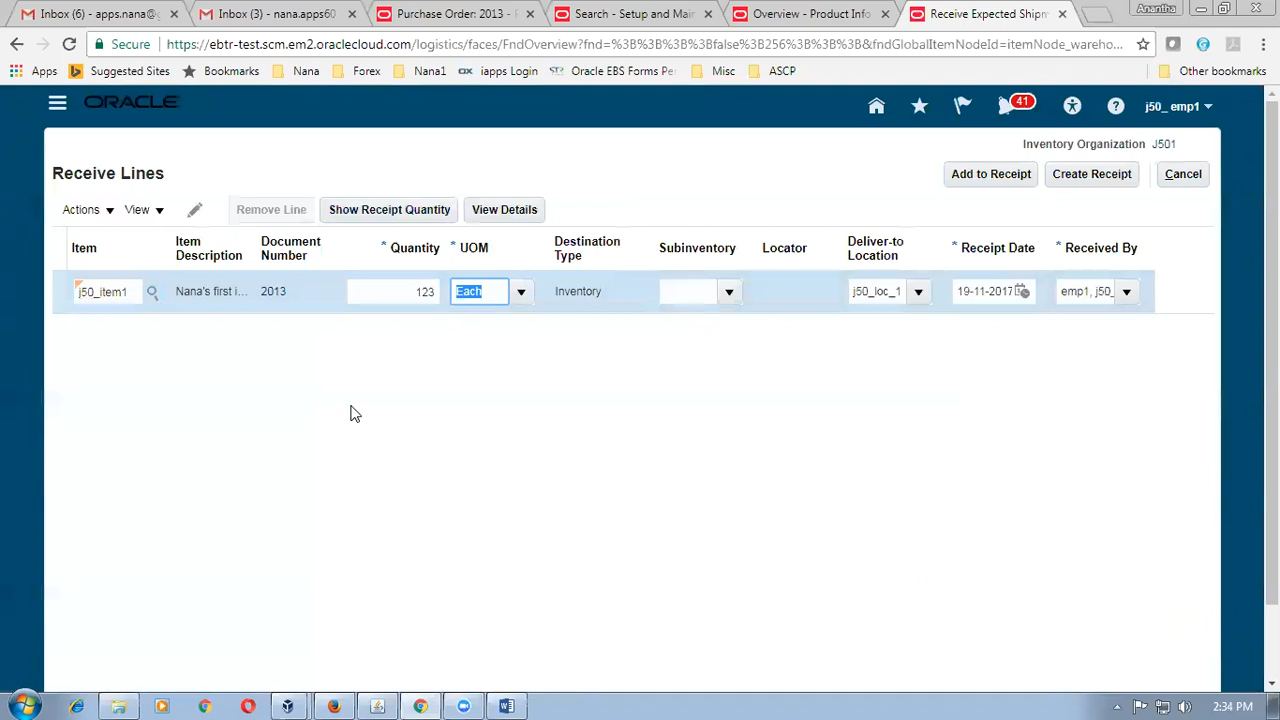 Inbox (6) - apps.nana@g
Inbox (3) - nana.apps60
Purchase Order: 2013 - F
Search - Setup and Main
Overview - Product Info
Receive Expected Shipm
Anantha
Secure
https://ebtr-test.scm.em2.oraclecloud.com/logistics/faces/FndOverview?fnd=%3B%3B%3B%3Bfalse%3B256%3B%3B%3B&fndGlobalItemNodeId=itemNode_wareho...
Apps
Suggested Sites
Bookmarks
Nana
Forex
Nana1
iapps Login
Oracle EBS Forms Pe
Misc
ASCP
Other bookmarks
ORACLE
41
j50_ emp1
Inventory Organization J501
Receive Lines
Add to Receipt
Create Receipt
Cancel
Actions
View
Remove Line
Show Receipt Quantity
View Details
Item
Item Description
Document Number
* Quantity
* UOM
Destination Type
Subinventory
Locator
Deliver-to Location
* Receipt Date
* Received By
j50_item1
Nana's first i...
2013
123
Each
Inventory
j50_loc_1
19-11-2017
emp1, j50_
2:34 PM